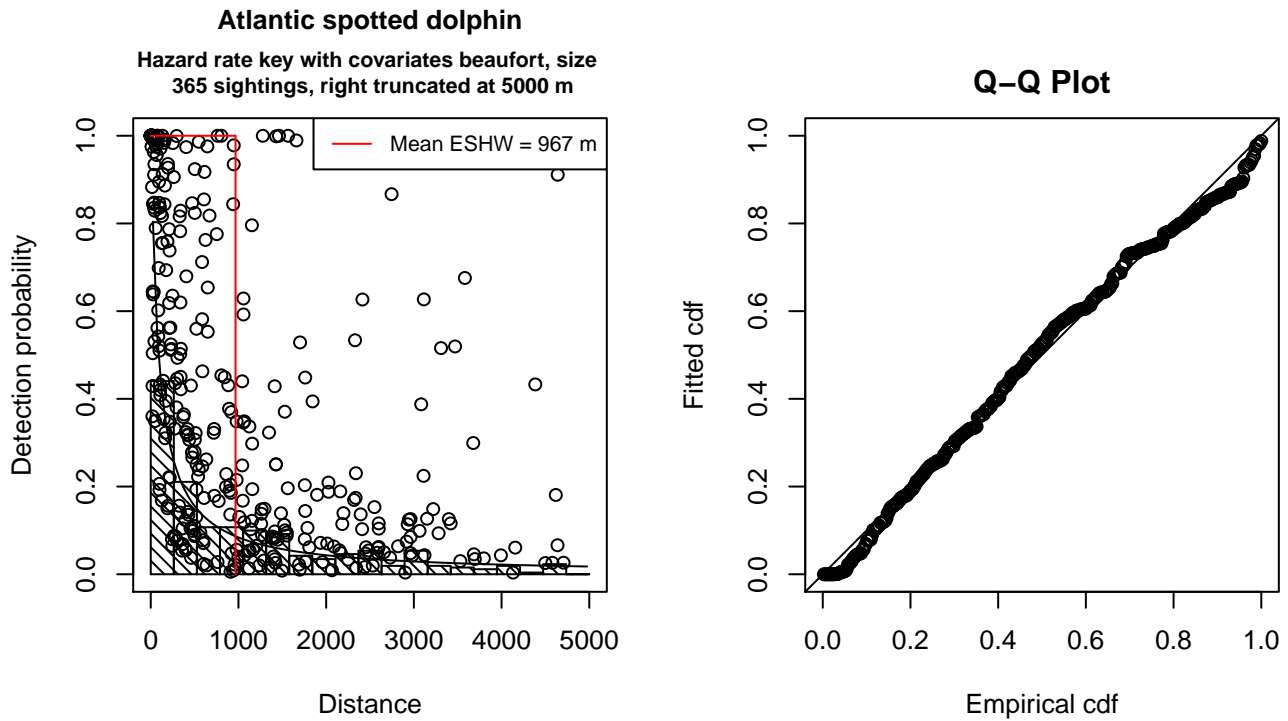 Atlantic spotted dolphin
Hazard rate key with covariates beaufort, size
365 sightings, right truncated at 5000 m
Mean ESHW = 967 m
Detection probability
0.0 0.2 0.4 0.6 0.8 1.0
0 1000 2000 3000 4000 5000
Distance
Q−Q Plot
Fitted cdf
0.0 0.2 0.4 0.6 0.8 1.0
0.0 0.2 0.4 0.6 0.8 1.0
Empirical cdf